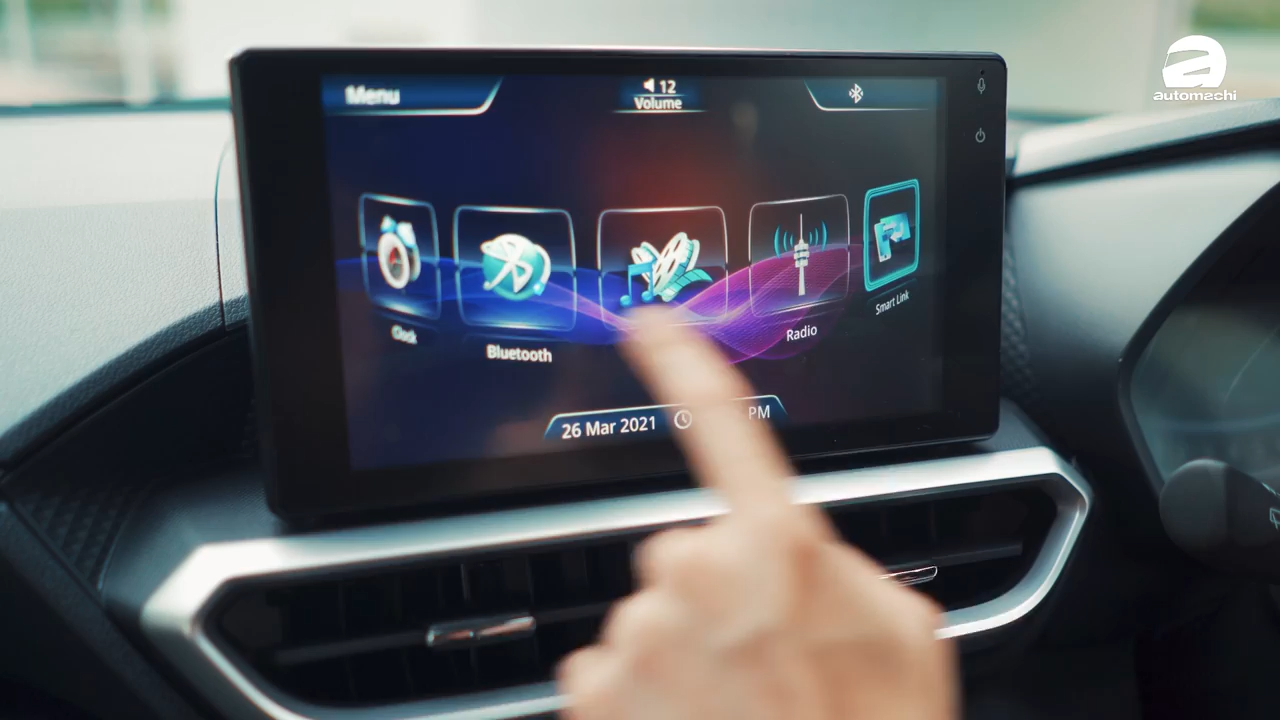 Menu
12
Volume
automachi
Clock
Bluetooth
Radio
Smart Link
26 Mar 2021
PM